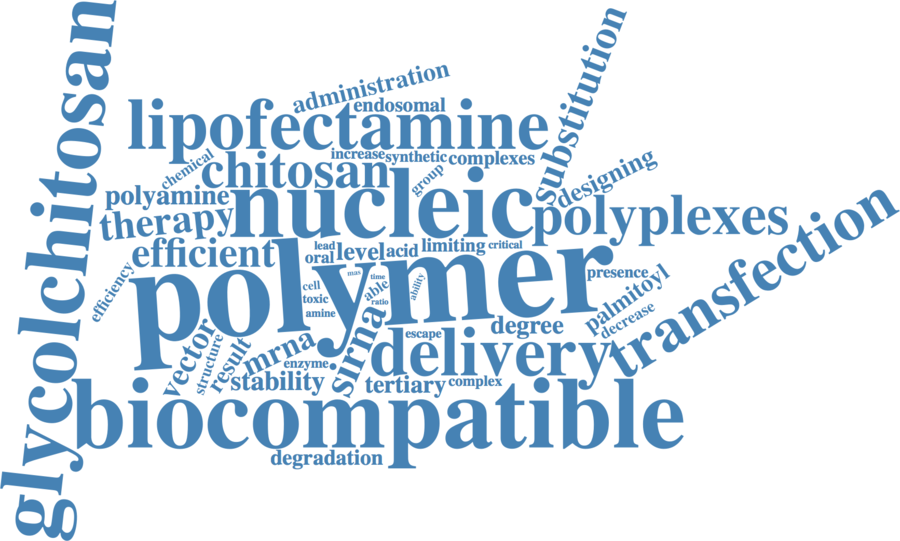 glycolchitosan
substitution
administration
endosomal
lipofectamine
increase
synthetic
complexes
chemical
chitosan
group
designing
polyamine
nucleic
therapy
polyplexes
transfection
efficient
lead
level
acid
limiting
critical
oral
polymer
presence
efficiency
mas
time
cell
able
ability
toxic
ratio
amine
palmitoyl
decrease
degree
vector
structure
result
mrna
sirna
escape
delivery
enzyme
stability
tertiary
complex
biocompatible
degradation